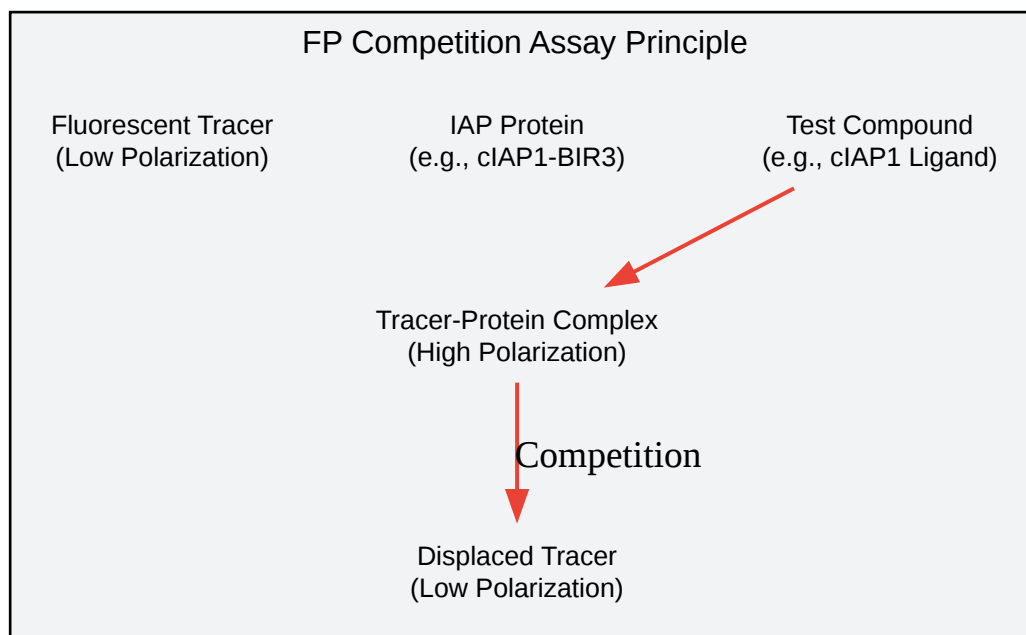 FP Competition Assay Principle
Fluorescent Tracer
(Low Polarization)
IAP Protein
(e.g., cIAP1-BIR3)
Test Compound
(e.g., cIAP1 Ligand)
Tracer-Protein Complex
(High Polarization)
Competition
Displaced Tracer
(Low Polarization)